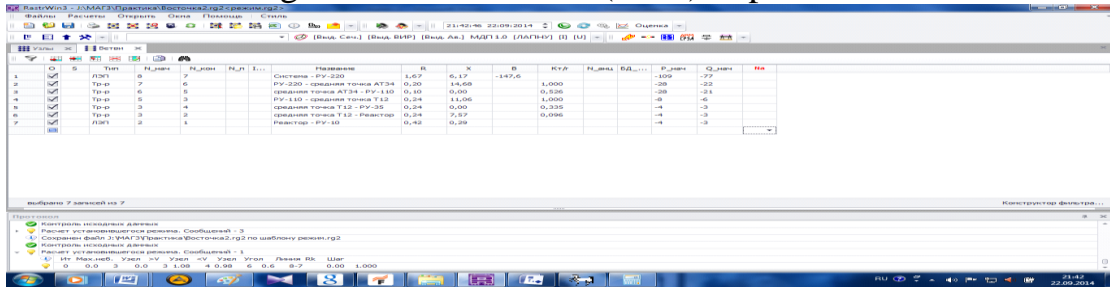 RastrWin3 - J:\МАГЗ\Практика\Восточка2.rg2<режим.rg2>
Файлы Расчеты Открыть Окна Помощь Стиль
21:42:46 22-09-2014 Оценка
[Выд. Сеч.] [Выд. ВИР] [Выд. Ав.] МДП 1.0 [ЛАПНУ] [I] [U]
Узлы Ветви
O S Тип N_нач N_кон N_п I... Название R X B Кт/r N_анц БД_... P_нач Q_нач Na
1 ЛЭП 8 7 Система - РУ-220 1,67 6,17 -147,6 -109 -77
2 Тр-р 7 6 РУ-220 - средняя точка АТ34 0,20 14,68 1,000 -28 -22
3 Тр-р 6 5 средняя точка АТ34 - РУ-110 0,10 0,00 0,526 -28 -21
4 Тр-р 5 3 РУ-110 - средняя точка Т12 0,24 11,06 1,000 -8 -6
5 Тр-р 3 4 средняя точка Т12 - РУ-35 0,24 0,00 0,335 -4 -3
6 Тр-р 3 2 средняя точка Т12 - Реактор 0,24 7,57 0,096 -4 -3
7 ЛЭП 2 1 Реактор - РУ-10 0,42 0,29 -4 -3
выбрано 7 записей из 7 Конструктор фильтра...
Протокол
Контроль исходных данных
Расчет установившегося режима. Сообщений - 3
Сохранен файл J:\МАГЗ\Практика\Восточка2.rg2 по шаблону режим.rg2
Контроль исходных данных
Расчет установившегося режима. Сообщений - 1
Ит Мах.неб. Узел >V Узел <V Узел Угол Линия Rk Шаг
0 0.0 3 0.0 3 1.08 4 0.98 6 0.6 8-7 0.00 1.000
RU 21:42
22.09.2014